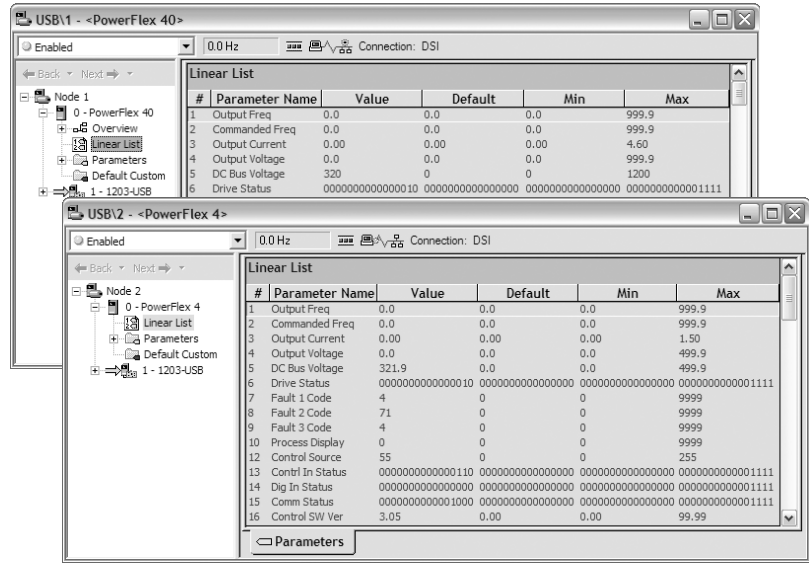 USB\1 - <PowerFlex 40>
Enabled 0.0 Hz Connection: DSI
Back Next
Node 1
0 - PowerFlex 40
Overview
Linear List
Parameters
Default Custom
1 - 1203-USB
Linear List
# Parameter Name Value Default Min Max
1 Output Freq 0.0 0.0 0.0 999.9
2 Commanded Freq 0.0 0.0 0.0 999.9
3 Output Current 0.00 0.00 0.00 4.60
4 Output Voltage 0.0 0.0 0.0 999.9
5 DC Bus Voltage 320 0 0 1200
6 Drive Status 0000000000000010 0000000000000000 0000000000000000 0000000000001111
USB\2 - <PowerFlex 4>
Enabled 0.0 Hz Connection: DSI
Back Next
Node 2
0 - PowerFlex 4
Linear List
Parameters
Default Custom
1 - 1203-USB
Linear List
# Parameter Name Value Default Min Max
1 Output Freq 0.0 0.0 0.0 999.9
2 Commanded Freq 0.0 0.0 0.0 999.9
3 Output Current 0.00 0.00 0.00 1.50
4 Output Voltage 0.0 0.0 0.0 499.9
5 DC Bus Voltage 321.9 0.0 0.0 499.9
6 Drive Status 0000000000000010 0000000000000000 0000000000000000 0000000000001111
7 Fault 1 Code 4 0 0 9999
8 Fault 2 Code 71 0 0 9999
9 Fault 3 Code 4 0 0 9999
10 Process Display 0 0 0 9999
12 Control Source 55 0 0 255
13 Contrl In Status 0000000000000110 0000000000000000 0000000000000000 0000000000001111
14 Dig In Status 0000000000000000 0000000000000000 0000000000000000 0000000000001111
15 Comm Status 0000000000001000 0000000000000000 0000000000000000 0000000000001111
16 Control SW Ver 3.05 0.00 0.00 99.99
Parameters